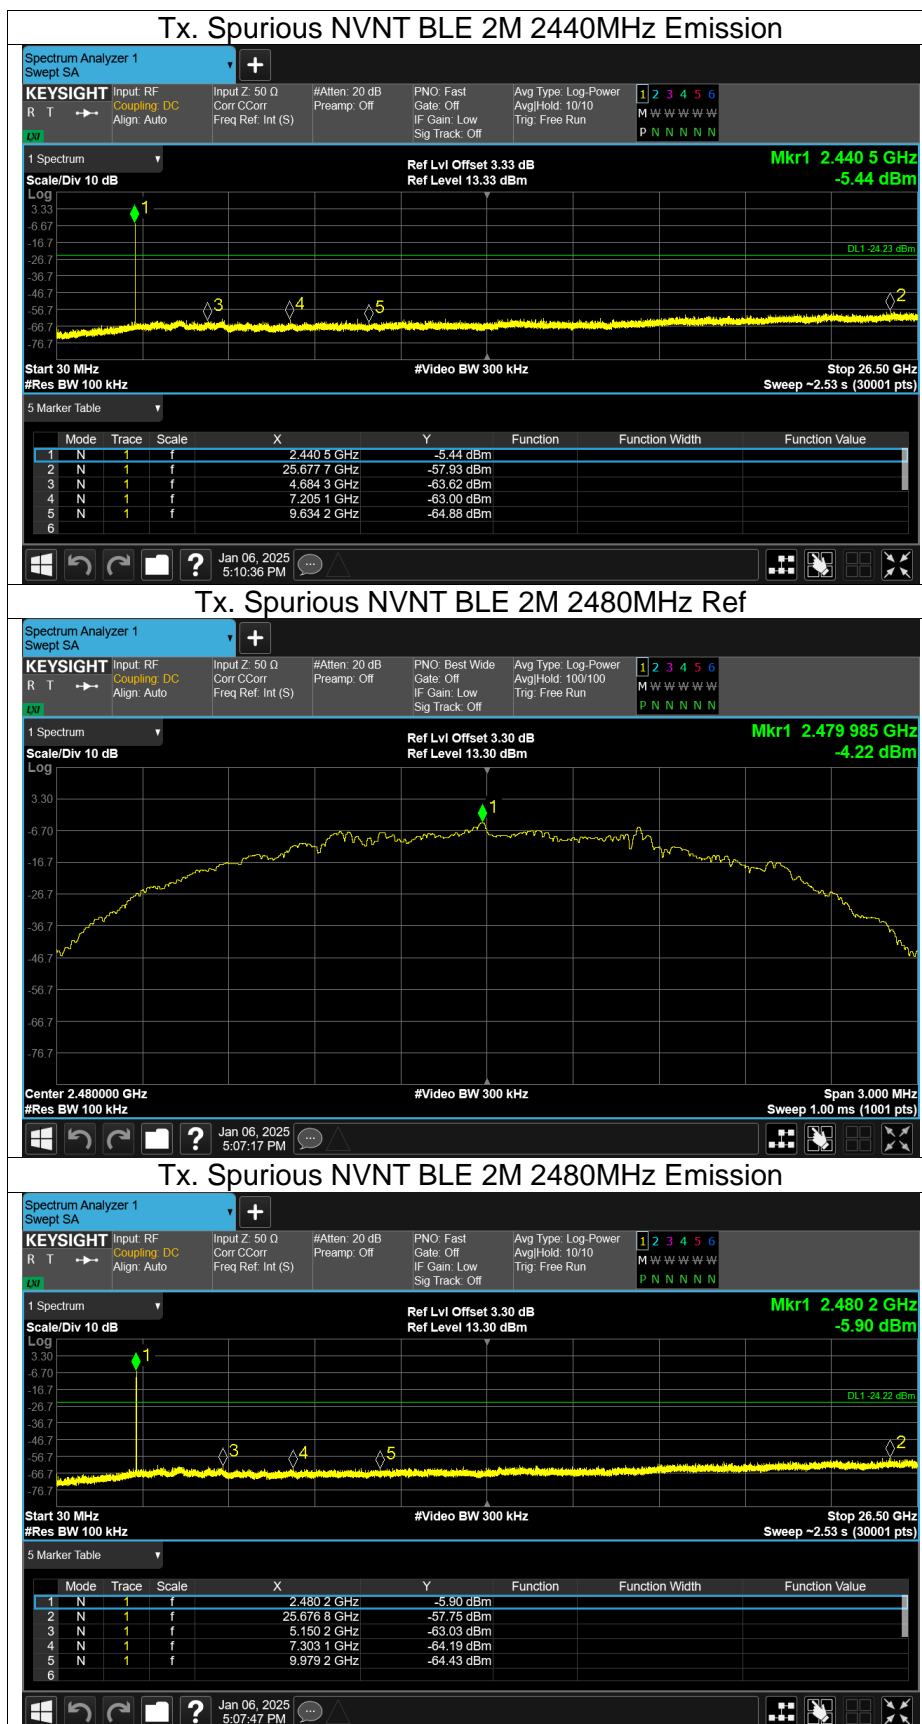 Tx. Spurious NVNT BLE 2M 2440MHz Emission
Spectrum Analyzer 1
Swept SA
+
KEYSIGHT Input: RF Input Z: 50 Ω #Atten: 20 dB PNO: Fast Avg Type: Log-Power 1 2 3 4 5 6
R T Coupling: DC Corr CCorr Preamp: Off Gate: Off Avg|Hold: 10/10 M W W W W W
Align: Auto Freq Ref: Int (S) IF Gain: Low Trig: Free Run
LXI Sig Track: Off P N N N N N
1 Spectrum Ref Lvl Offset 3.33 dB Mkr1 2.440 5 GHz
Scale/Div 10 dB Ref Level 13.33 dBm -5.44 dBm
Log
3.33 1
-6.67
-16.7 DL1 -24.23 dBm
-26.7
-36.7
-46.7 2
-56.7 3 4 5
-66.7
-76.7
Start 30 MHz #Video BW 300 kHz Stop 26.50 GHz
#Res BW 100 kHz Sweep ~2.53 s (30001 pts)
5 Marker Table
Mode Trace Scale X Y Function Function Width Function Value
1 N 1 f 2.440 5 GHz -5.44 dBm
2 N 1 f 25.677 7 GHz -57.93 dBm
3 N 1 f 4.684 3 GHz -63.62 dBm
4 N 1 f 7.205 1 GHz -63.00 dBm
5 N 1 f 9.634 2 GHz -64.88 dBm
6
? Jan 06, 2025
5:10:36 PM
Tx. Spurious NVNT BLE 2M 2480MHz Ref
Spectrum Analyzer 1
Swept SA
+
KEYSIGHT Input: RF Input Z: 50 Ω #Atten: 20 dB PNO: Best Wide Avg Type: Log-Power 1 2 3 4 5 6
R T Coupling: DC Corr CCorr Preamp: Off Gate: Off Avg|Hold: 100/100 M W W W W W
Align: Auto Freq Ref: Int (S) IF Gain: Low Trig: Free Run
LXI Sig Track: Off P N N N N N
1 Spectrum Ref Lvl Offset 3.30 dB Mkr1 2.479 985 GHz
Scale/Div 10 dB Ref Level 13.30 dBm -4.22 dBm
Log
3.30 1
-6.70
-16.7
-26.7
-36.7
-46.7
-56.7
-66.7
-76.7
Center 2.480000 GHz #Video BW 300 kHz Span 3.000 MHz
#Res BW 100 kHz Sweep 1.00 ms (1001 pts)
? Jan 06, 2025
5:07:17 PM
Tx. Spurious NVNT BLE 2M 2480MHz Emission
Spectrum Analyzer 1
Swept SA
+
KEYSIGHT Input: RF Input Z: 50 Ω #Atten: 20 dB PNO: Fast Avg Type: Log-Power 1 2 3 4 5 6
R T Coupling: DC Corr CCorr Preamp: Off Gate: Off Avg|Hold: 10/10 M W W W W W
Align: Auto Freq Ref: Int (S) IF Gain: Low Trig: Free Run
LXI Sig Track: Off P N N N N N
1 Spectrum Ref Lvl Offset 3.30 dB Mkr1 2.480 2 GHz
Scale/Div 10 dB Ref Level 13.30 dBm -5.90 dBm
Log
3.30 1
-6.70
-16.7 DL1 -24.22 dBm
-26.7
-36.7
-46.7 2
-56.7 3 4 5
-66.7
-76.7
Start 30 MHz #Video BW 300 kHz Stop 26.50 GHz
#Res BW 100 kHz Sweep ~2.53 s (30001 pts)
5 Marker Table
Mode Trace Scale X Y Function Function Width Function Value
1 N 1 f 2.480 2 GHz -5.90 dBm
2 N 1 f 25.676 8 GHz -57.75 dBm
3 N 1 f 5.150 2 GHz -63.03 dBm
4 N 1 f 7.303 1 GHz -64.19 dBm
5 N 1 f 9.979 2 GHz -64.43 dBm
6
? Jan 06, 2025
5:07:47 PM